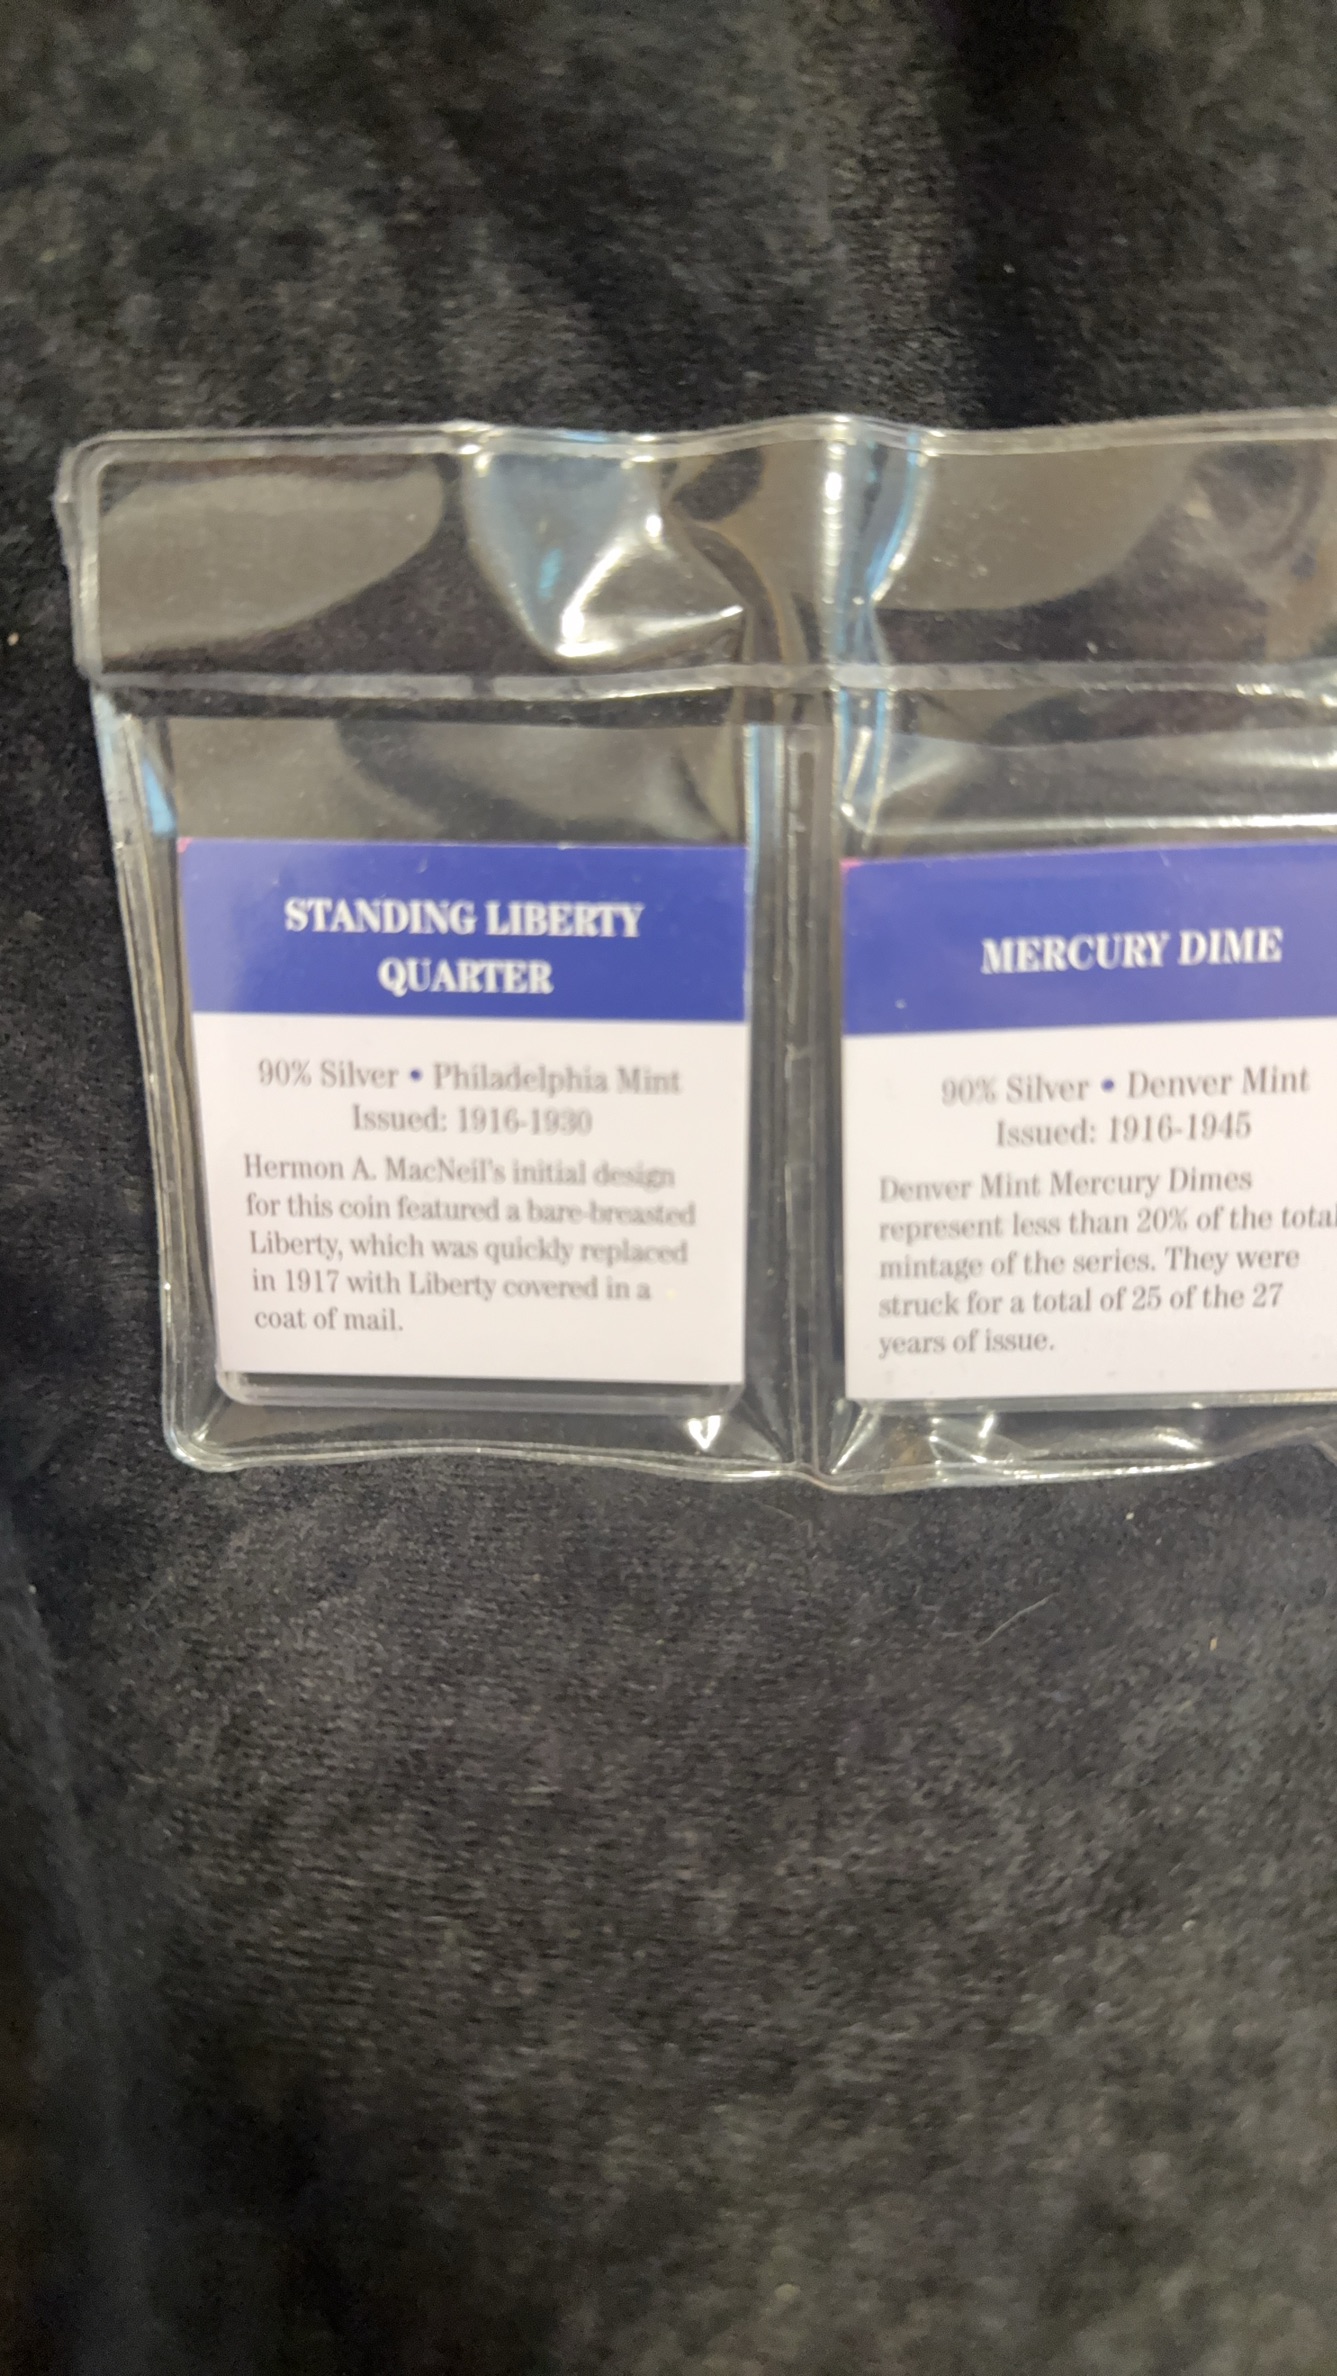 STANDING LIBERTY
QUARTER
90% Silver • Philadelphia Mint
Issued: 1916-1930
Hermon A. MacNeil's initial design
for this coin featured a bare-breasted
Liberty, which was quickly replaced
in 1917 with Liberty covered in a
coat of mail.
MERCURY DIME
90% Silver • Denver Mint
Issued: 1916-1945
Denver Mint Mercury Dimes
represent less than 20% of the total
mintage of the series. They were
struck for a total of 25 of the 27
years of issue.